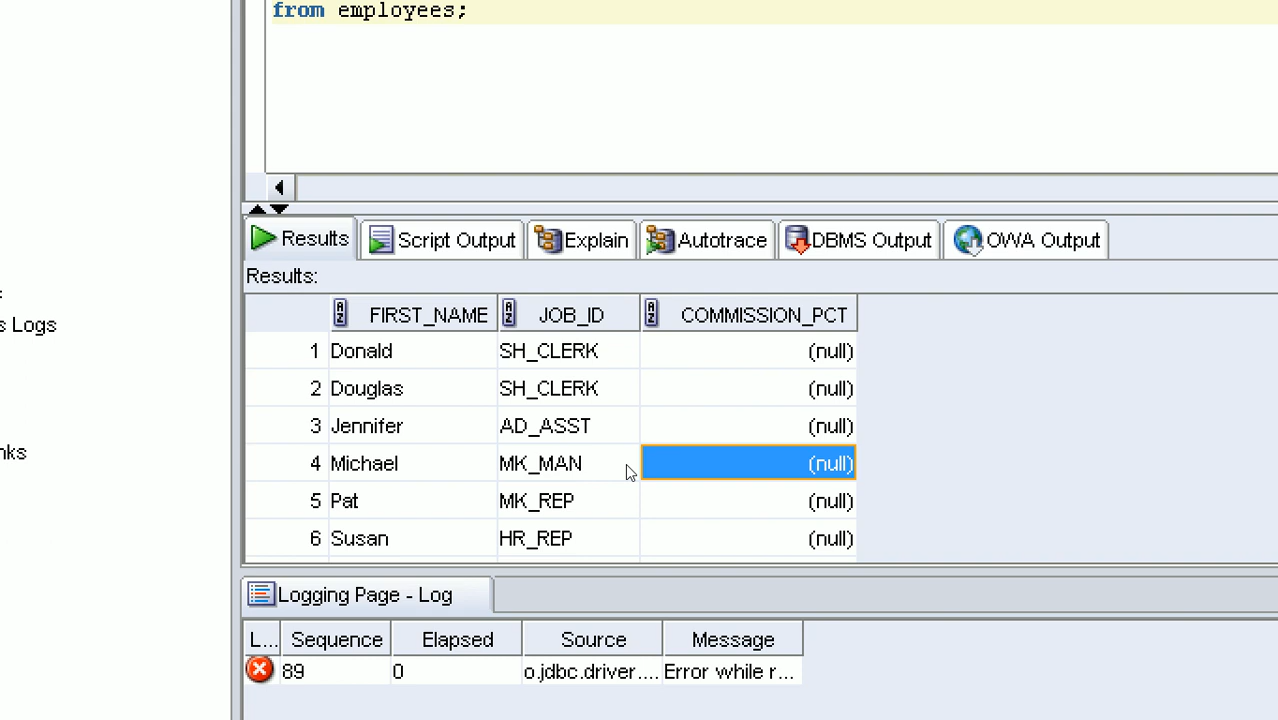 from employees;
Results Script Output Explain Autotrace DBMS Output OWA Output
Results:
FIRST_NAME JOB_ID COMMISSION_PCT
1 Donald SH_CLERK (null)
2 Douglas SH_CLERK (null)
3 Jennifer AD_ASST (null)
4 Michael MK_MAN (null)
5 Pat MK_REP (null)
6 Susan HR_REP (null)
s Logs
nks
Logging Page - Log
L... Sequence Elapsed Source Message
89 0 o.jdbc.driver.... Error while r...